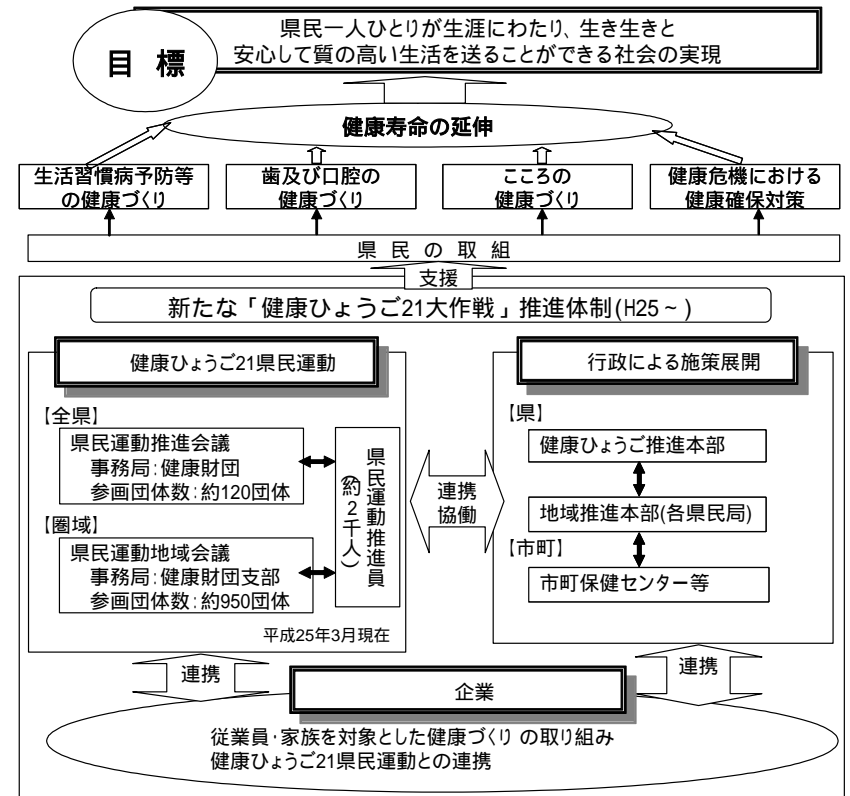 目 標
県民一人ひとりが生涯にわたり、生き生きと
安心して質の高い生活を送ることができる社会の実現
健康寿命の延伸
生活習慣病予防等
の健康づくり
歯及び口腔の
健康づくり
こころの
健康づくり
健康危機における
健康確保対策
県 民 の 取 組
支援
新たな「健康ひょうご21大作戦」推進体制(H25～)
健康ひょうご21県民運動
【全県】
県民運動推進会議
事務局:健康財団
参画団体数:約120団体
【圏域】
県民運動地域会議
事務局:健康財団支部
参画団体数:約950団体
県民運動推進員
(約2千人)
平成25年3月現在
連携
協働
行政による施策展開
【県】
健康ひょうご推進本部
地域推進本部(各県民局)
【市町】
市町保健センター等
連携
連携
企業
従業員・家族を対象とした健康づくり の取り組み
健康ひょうご21県民運動との連携